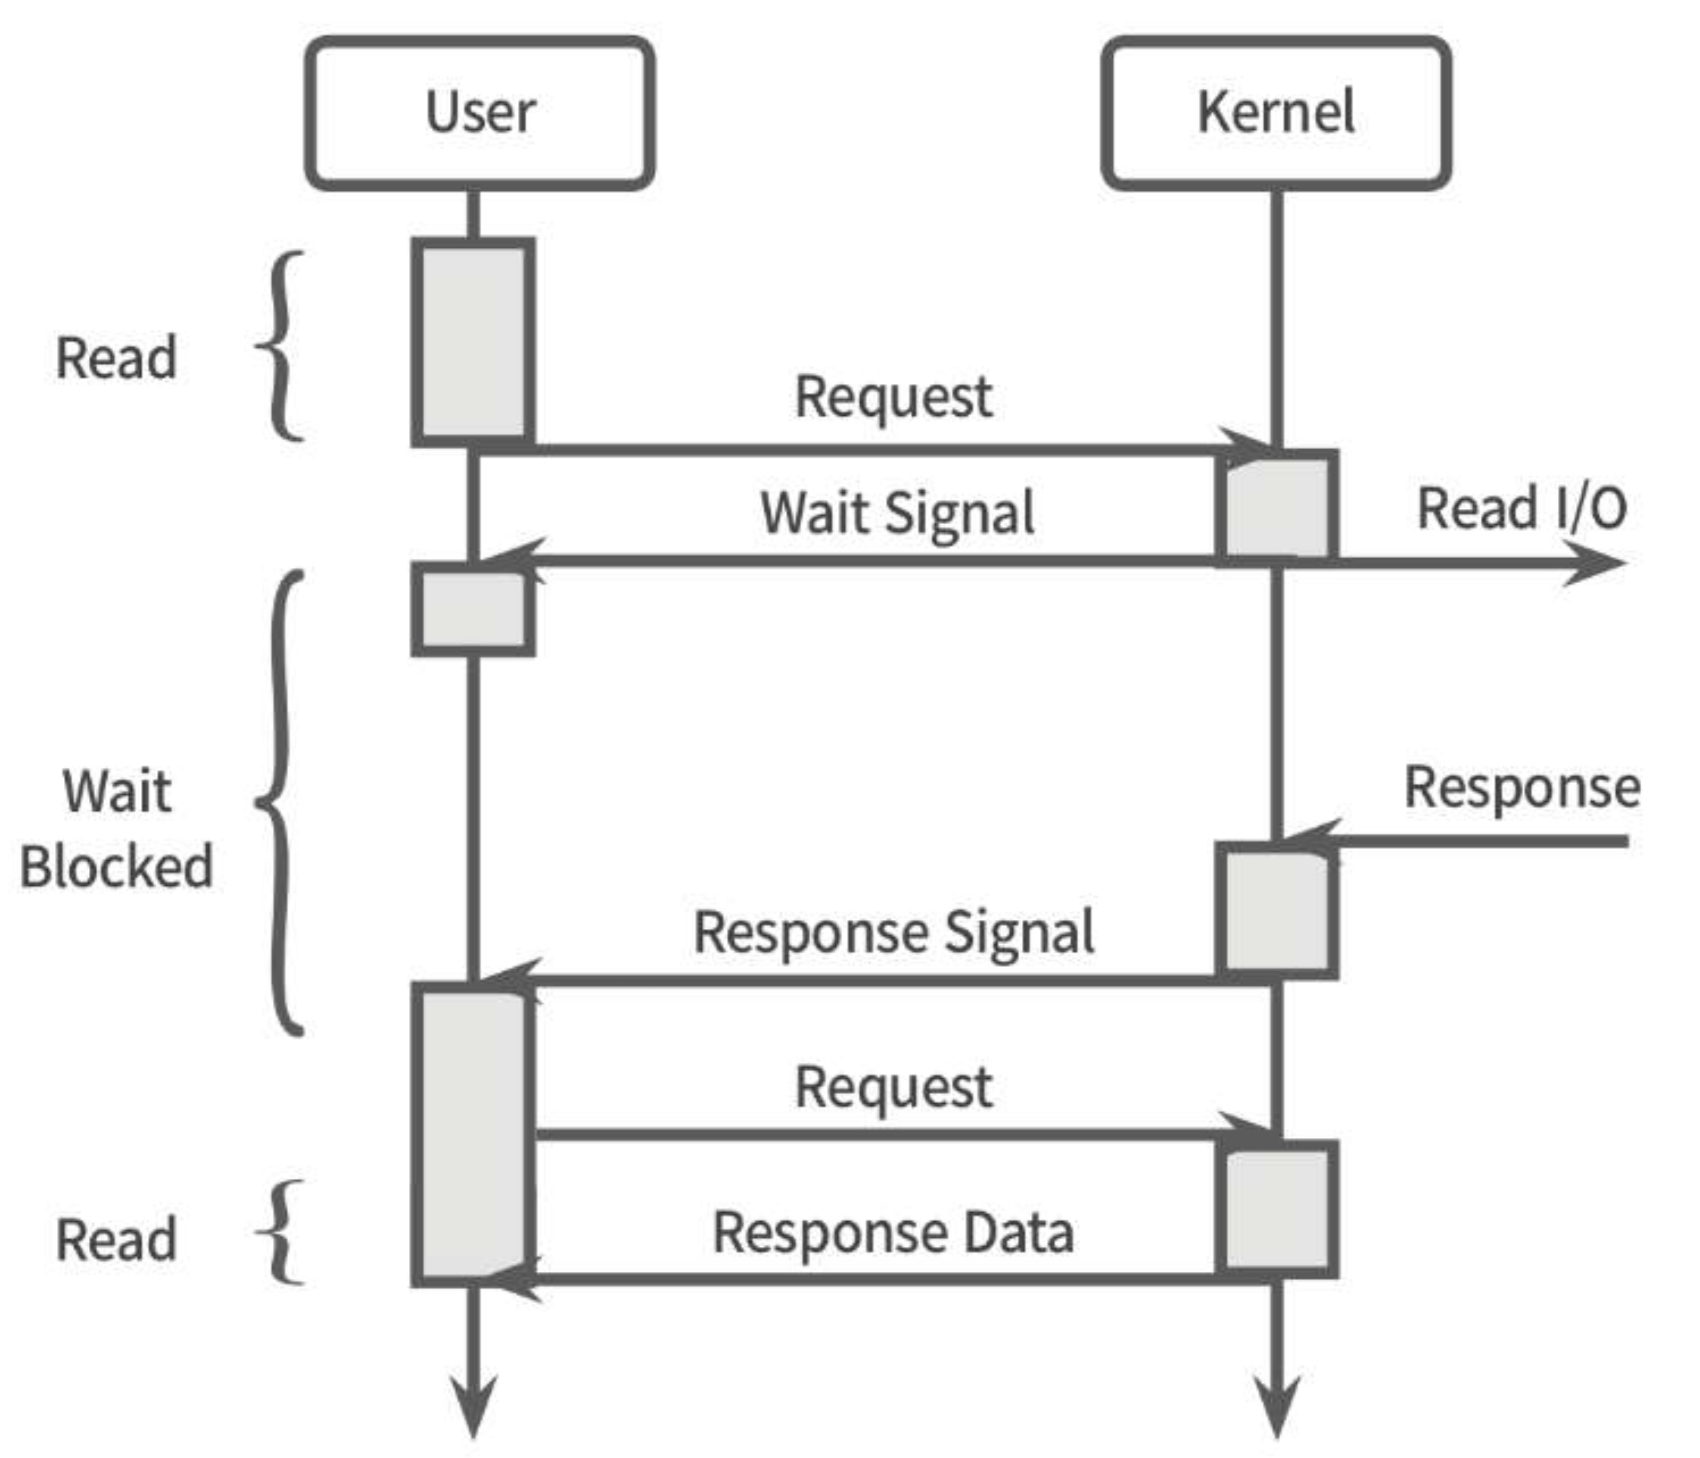 User
Kernel
Read
Request
Wait Signal
Read I/O
Wait
Blocked
Response
Response Signal
Request
Read
Response Data